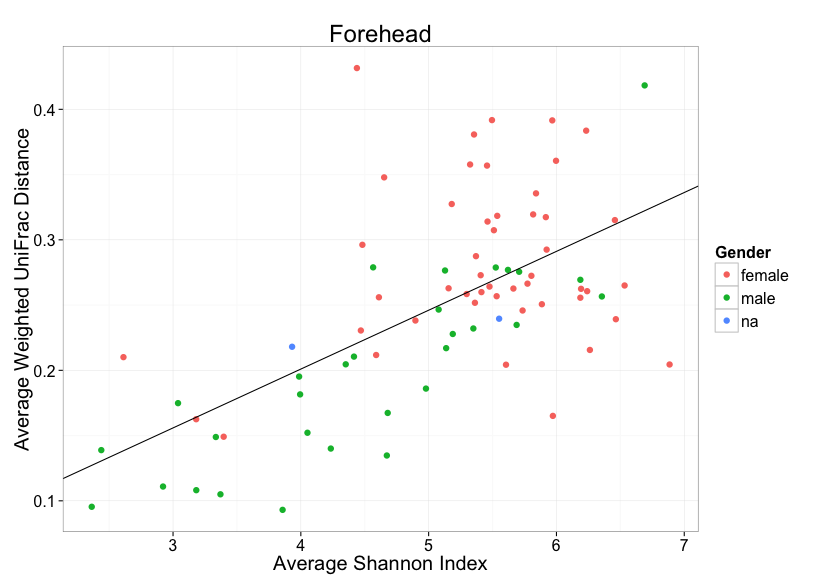 Forehead
Average Weighted UniFrac Distance
0.4
0.3
0.2
0.1
3 4 5 6 7
Average Shannon Index
Gender
female
male
na